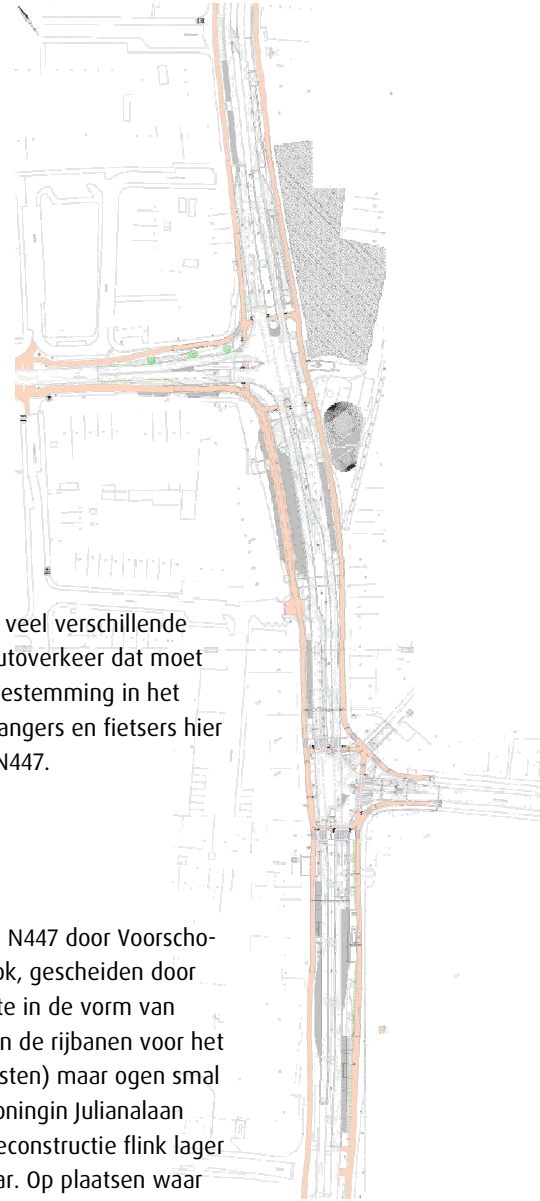 veel verschillende
utoverkeer dat moet
estemming in het
angers en fietsers hier
N447.
N447 door Voorscho-
ok, gescheiden door
te in de vorm van
n de rijbanen voor het
sten) maar ogen smal
oningin Julianalaan
econstructie flink lager
ar. Op plaatsen waar